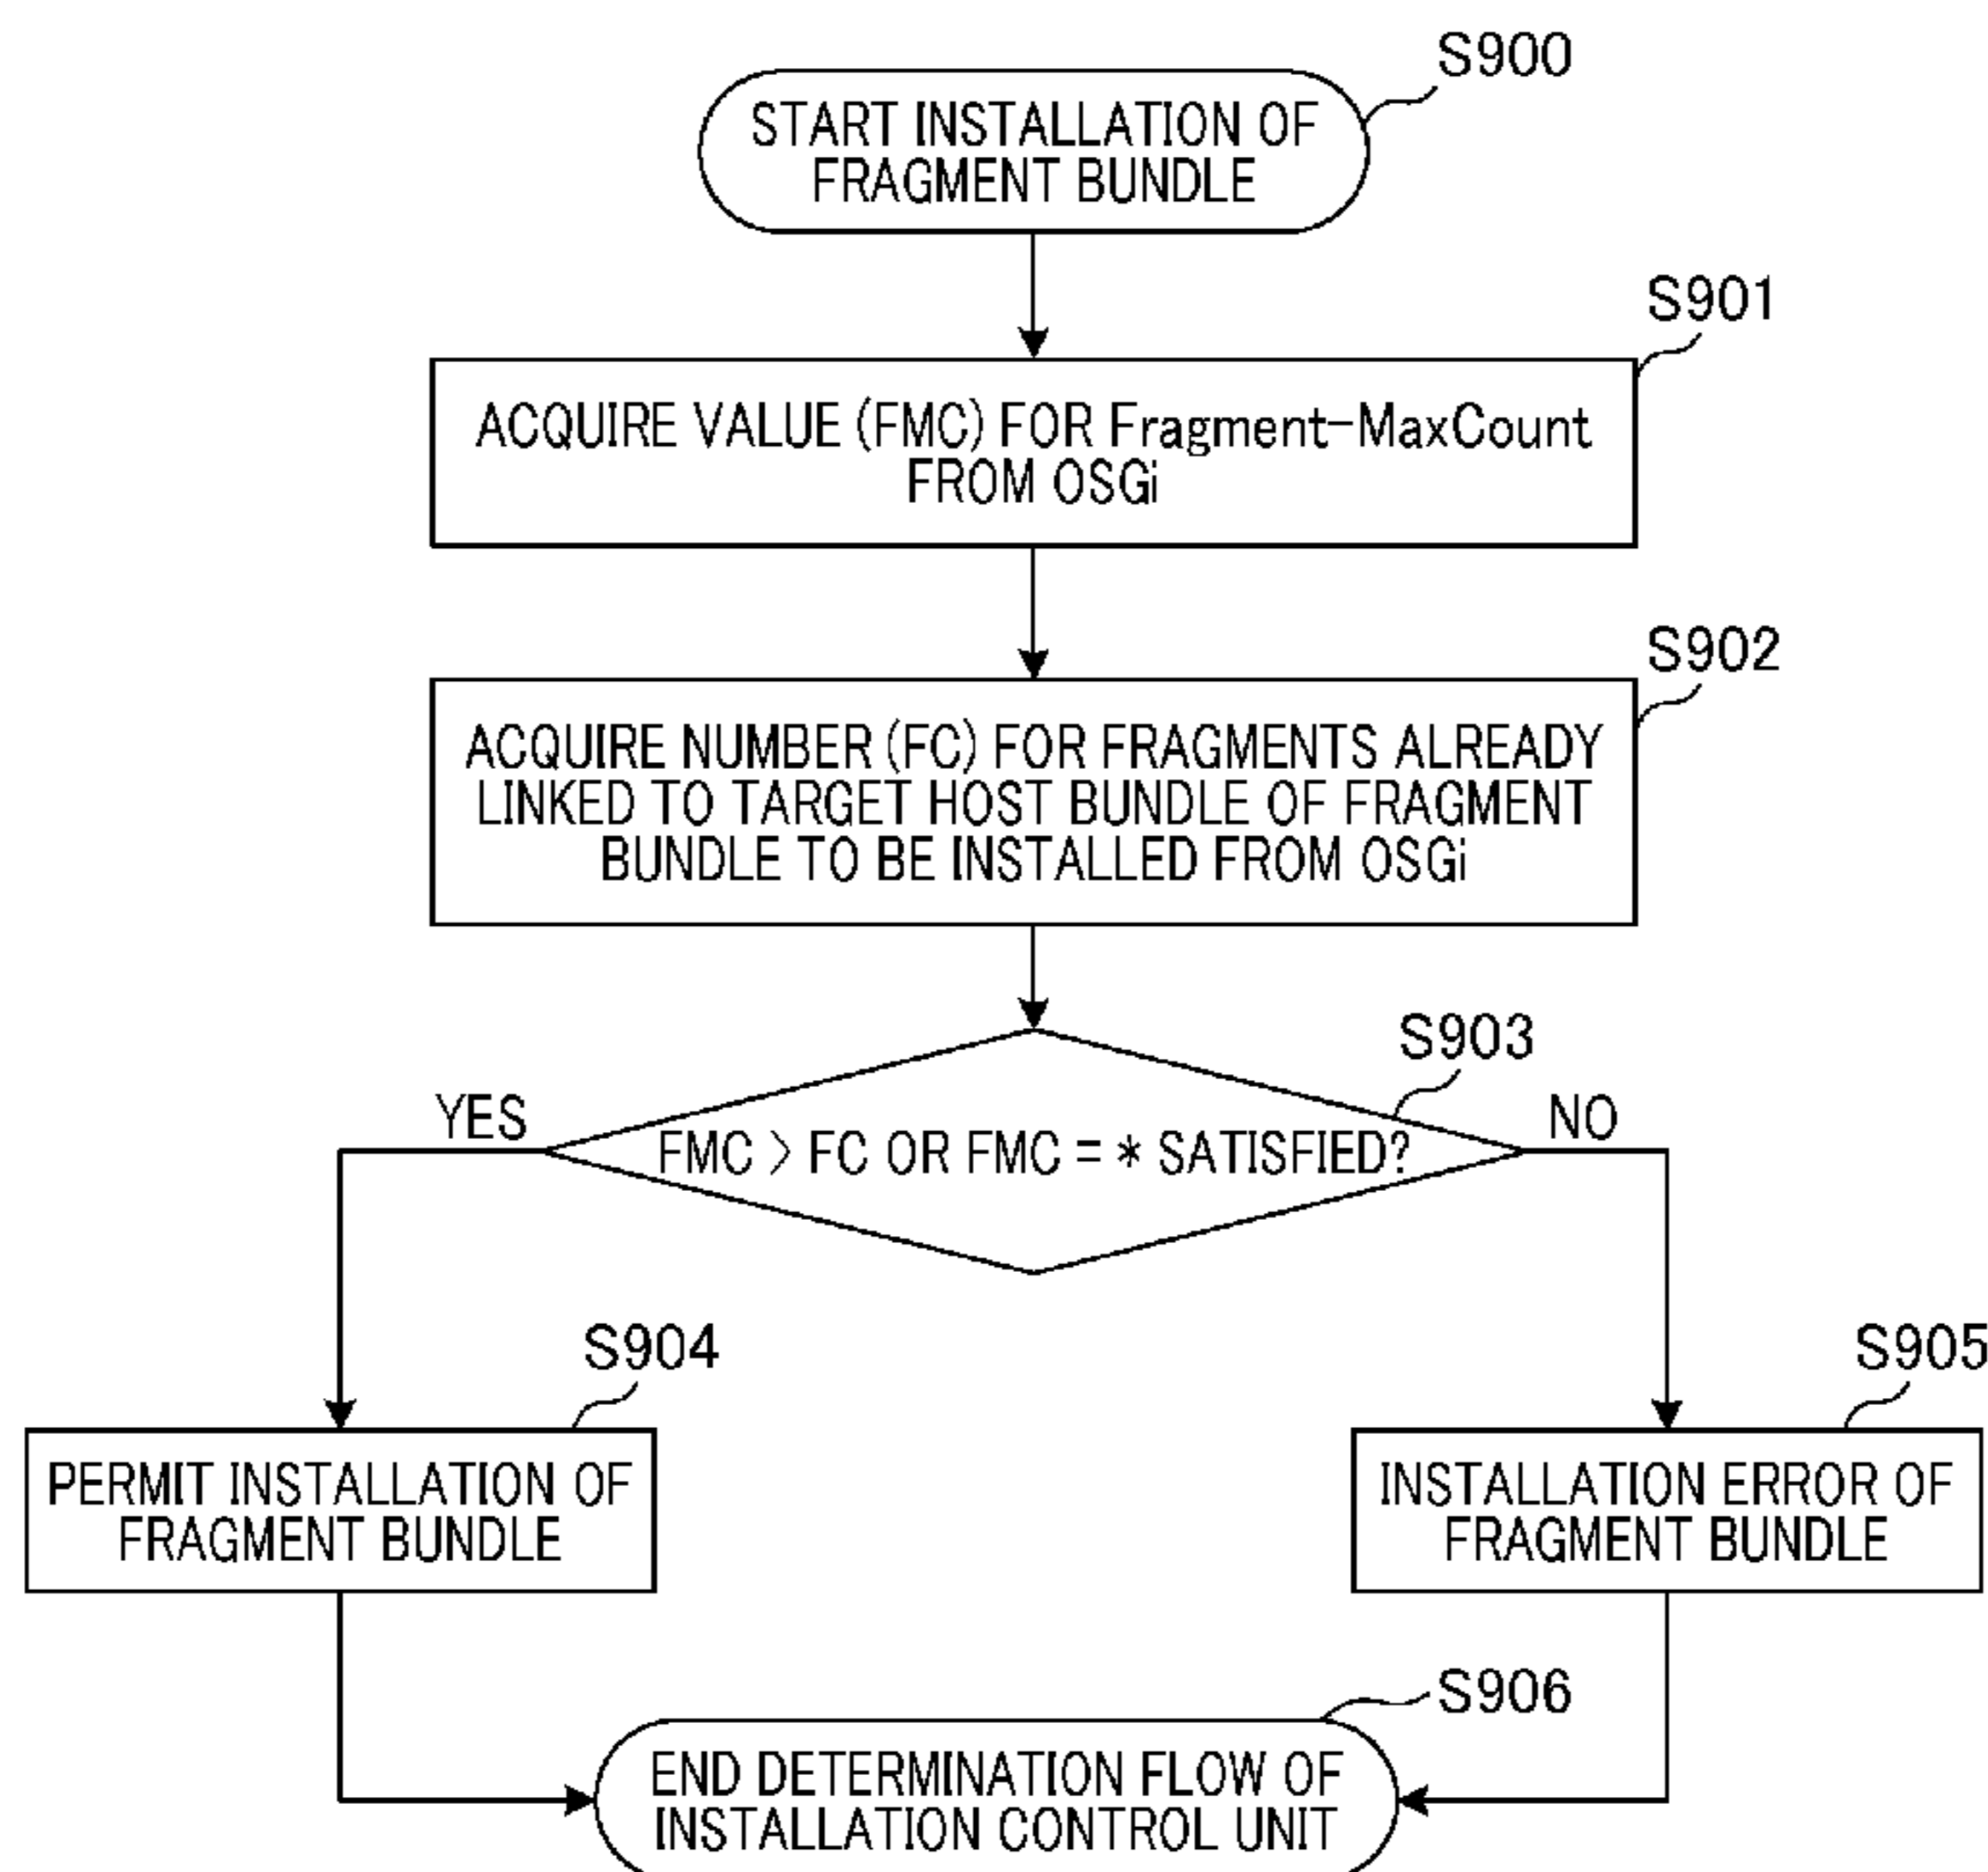 S900
START INSTALLATION OF
FRAGMENT BUNDLE
S901
ACQUIRE VALUE (FMC) FOR Fragment-MaxCount
FROM OSGi
S902
ACQUIRE NUMBER (FC) FOR FRAGMENTS ALREADY
LINKED TO TARGET HOST BUNDLE OF FRAGMENT
BUNDLE TO BE INSTALLED FROM OSGi
S903
YES
NO
FMC > FC OR FMC = * SATISFIED?
S904
S905
PERMIT INSTALLATION OF
FRAGMENT BUNDLE
INSTALLATION ERROR OF
FRAGMENT BUNDLE
S906
END DETERMINATION FLOW OF
INSTALLATION CONTROL UNIT